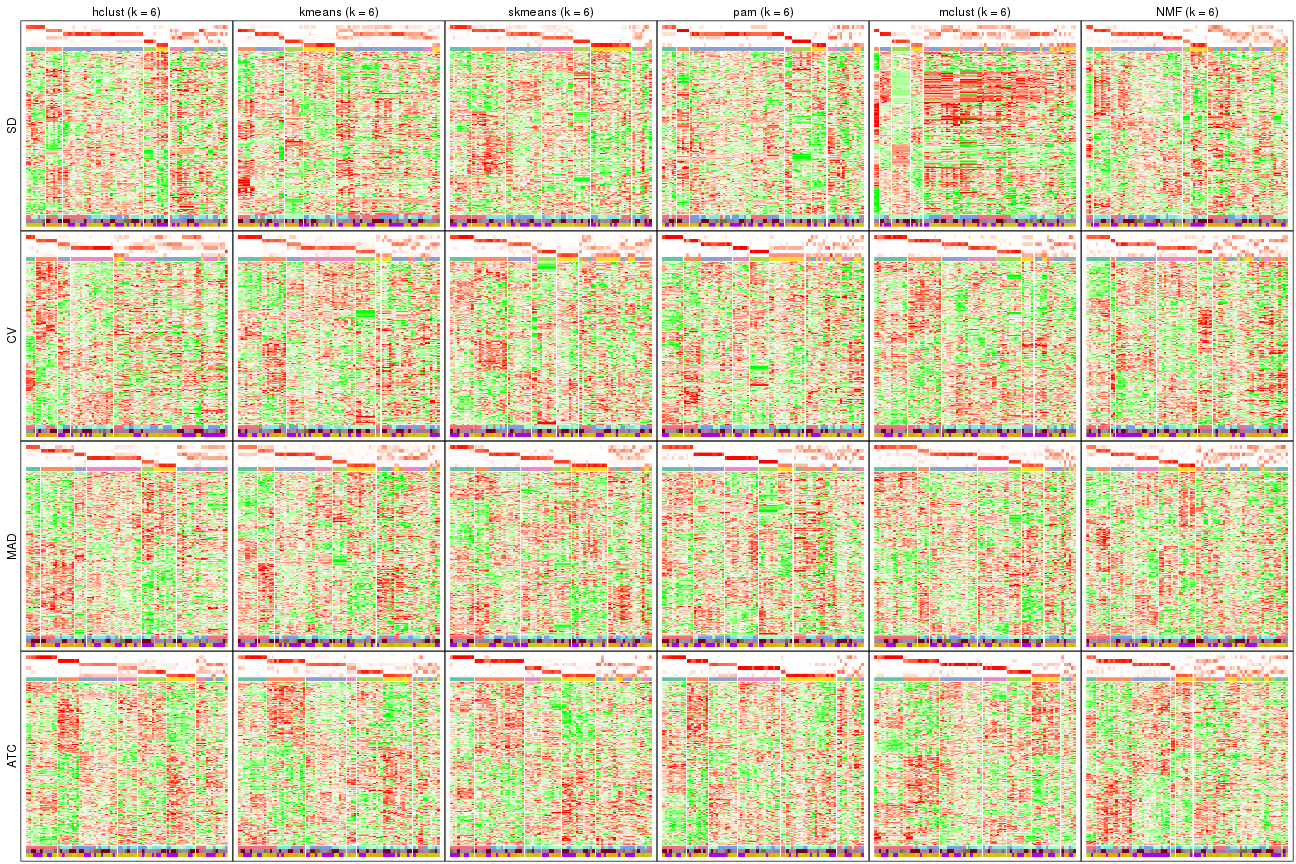 hclust (k = 6)
kmeans (k = 6)
skmeans (k = 6)
pam (k = 6)
mclust (k = 6)
NMF (k = 6)
SD
CV
MAD
ATC